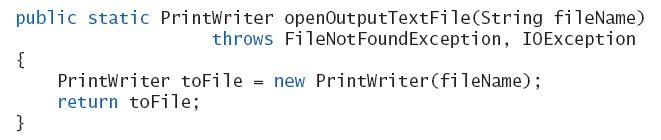 public static PrintWriter openOutputTextFile(String fileName)
throws FileNotFoundException, IOException
{
PrintWriter toFile = new PrintWriter(fileName);
return toFile;
}